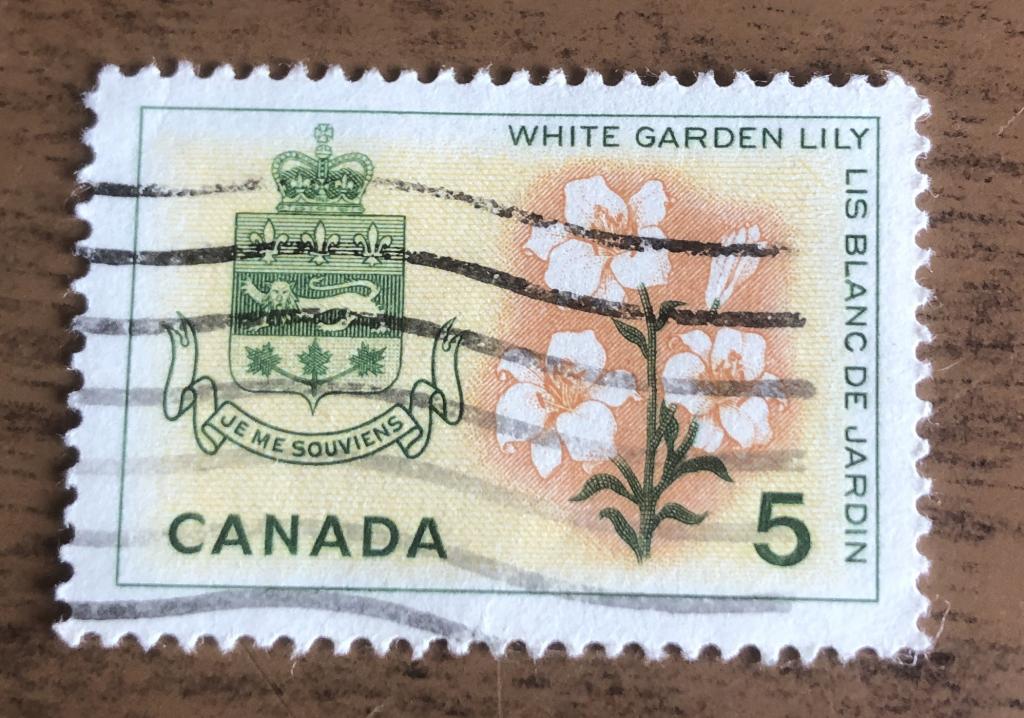 WHITE GARDEN LILY
LIS BLANC DE JARDIN
JE ME SOUVIENS
CANADA
5